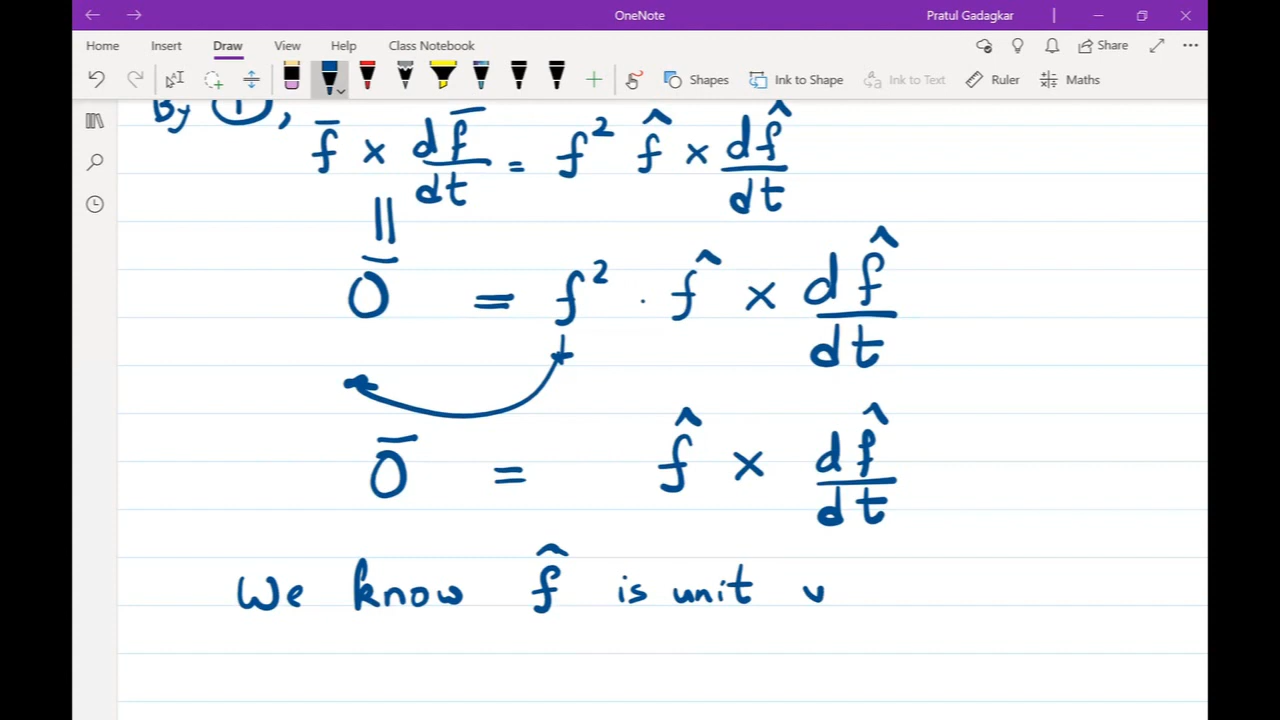 OneNote Pratul Gadagkar
Home Insert Draw View Help Class Notebook Share
Shapes Ink to Shape Ink to Text Ruler Maths
By ①,
f̅ × df̅/dt = f² f̂ × df̂/dt
||
0̅ = f² · f̂ × df̂/dt
0̅ = f̂ × df̂/dt
We know f̂ is unit v